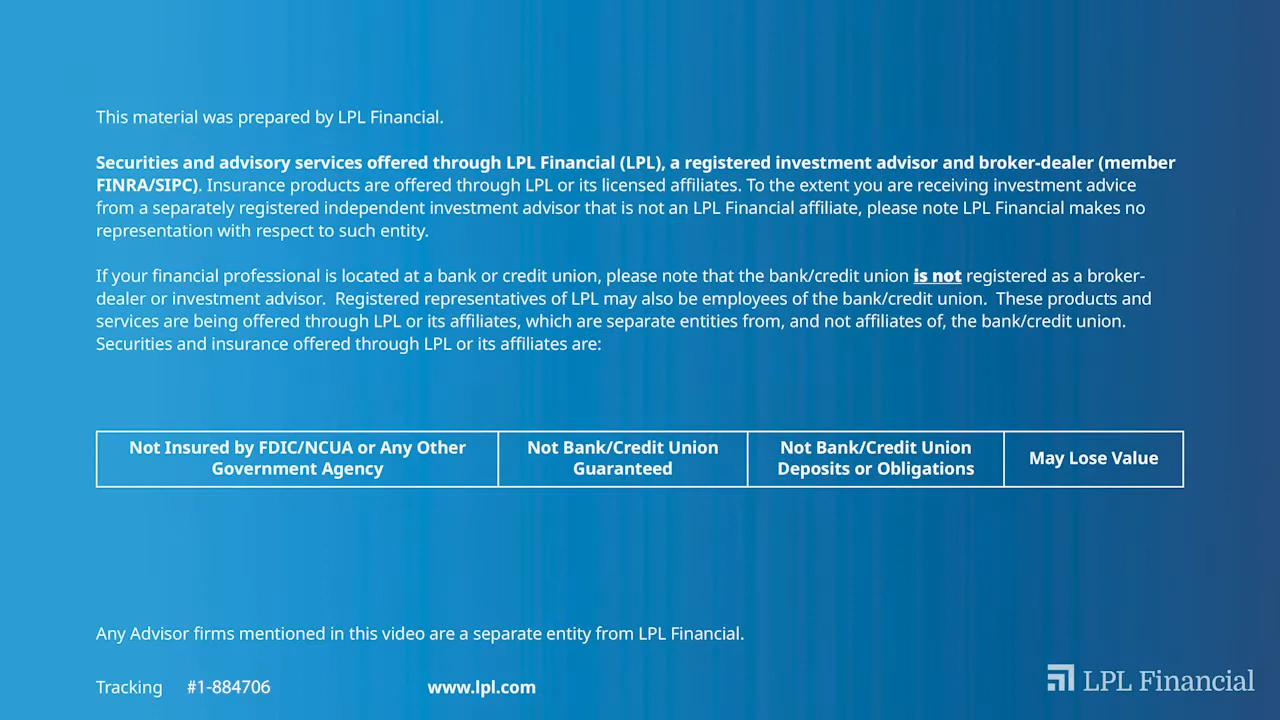 This material was prepared by LPL Financial.
Securities and advisory services offered through LPL Financial (LPL), a registered investment advisor and broker-dealer (member
FINRA/SIPC). Insurance products are offered through LPL or its licensed affiliates. To the extent you are receiving investment advice
from a separately registered independent investment advisor that is not an LPL Financial affiliate, please note LPL Financial makes no
representation with respect to such entity.
If your financial professional is located at a bank or credit union, please note that the bank/credit union is not registered as a broker-
dealer or investment advisor.  Registered representatives of LPL may also be employees of the bank/credit union.  These products and
services are being offered through LPL or its affiliates, which are separate entities from, and not affiliates of, the bank/credit union.
Securities and insurance offered through LPL or its affiliates are:
Not Insured by FDIC/NCUA or Any Other
Government Agency
Not Bank/Credit Union
Guaranteed
Not Bank/Credit Union
Deposits or Obligations
May Lose Value
Any Advisor firms mentioned in this video are a separate entity from LPL Financial.
Tracking #1-884706 www.lpl.com
LPL Financial